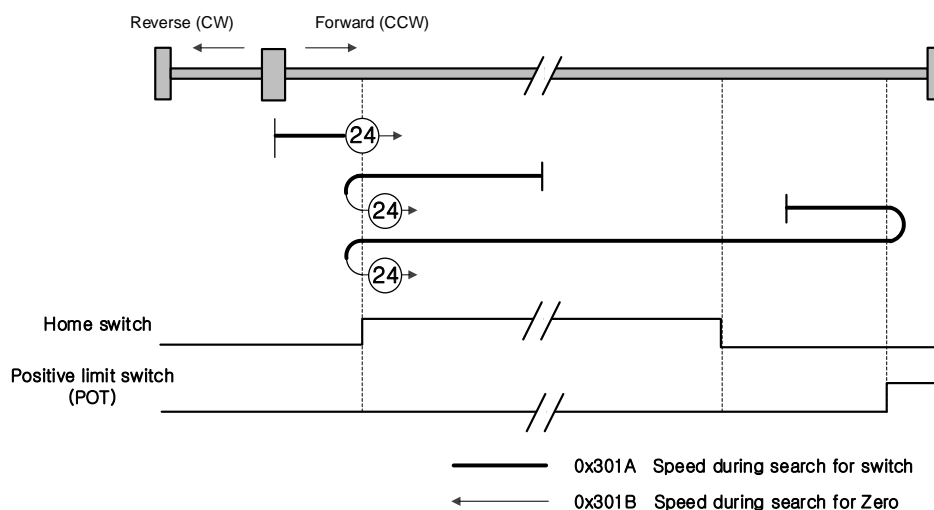 Reverse (CW) Forward (CCW)
24
24
24
Home switch
Positive limit switch
(POT)
0x301A Speed during search for switch
0x301B Speed during search for Zero